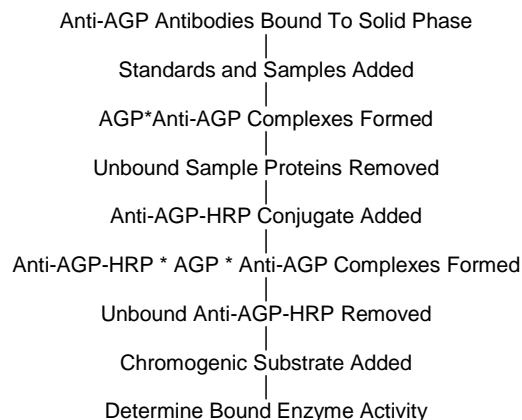 Anti-AGP Antibodies Bound To Solid Phase
Standards and Samples Added
AGP*Anti-AGP Complexes Formed
Unbound Sample Proteins Removed
Anti-AGP-HRP Conjugate Added
Anti-AGP-HRP * AGP * Anti-AGP Complexes Formed
Unbound Anti-AGP-HRP Removed
Chromogenic Substrate Added
Determine Bound Enzyme Activity